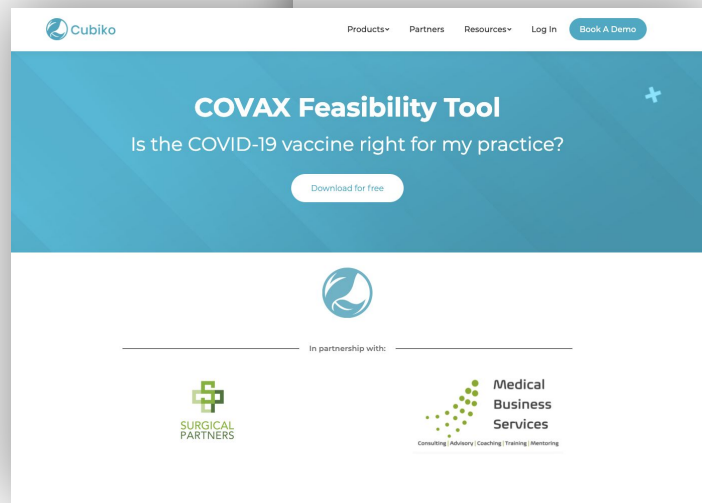 Cubiko
Products Partners Resources Log In Book A Demo
COVAX Feasibility Tool
Is the COVID-19 vaccine right for my practice?
Download for free
In partnership with:
SURGICAL
PARTNERS
Medical
Business
Services
Consulting | Advisory | Coaching | Training | Mentoring